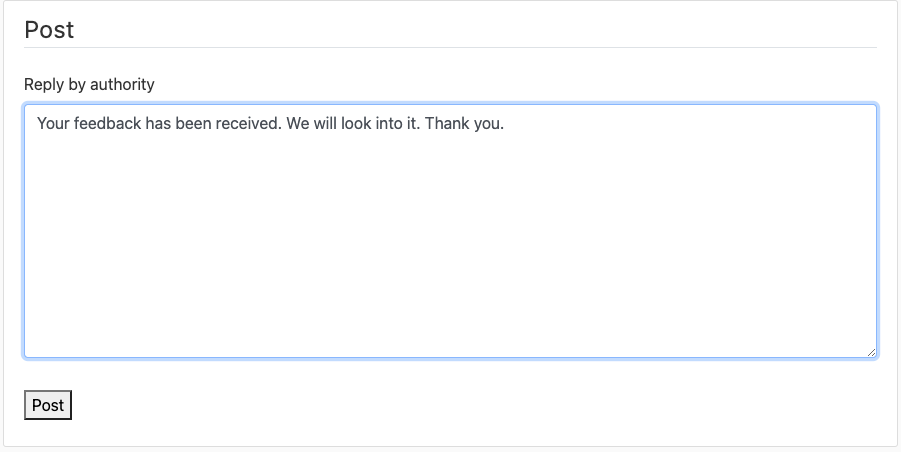 Post
Reply by authority
Your feedback has been received. We will look into it. Thank you.
Post